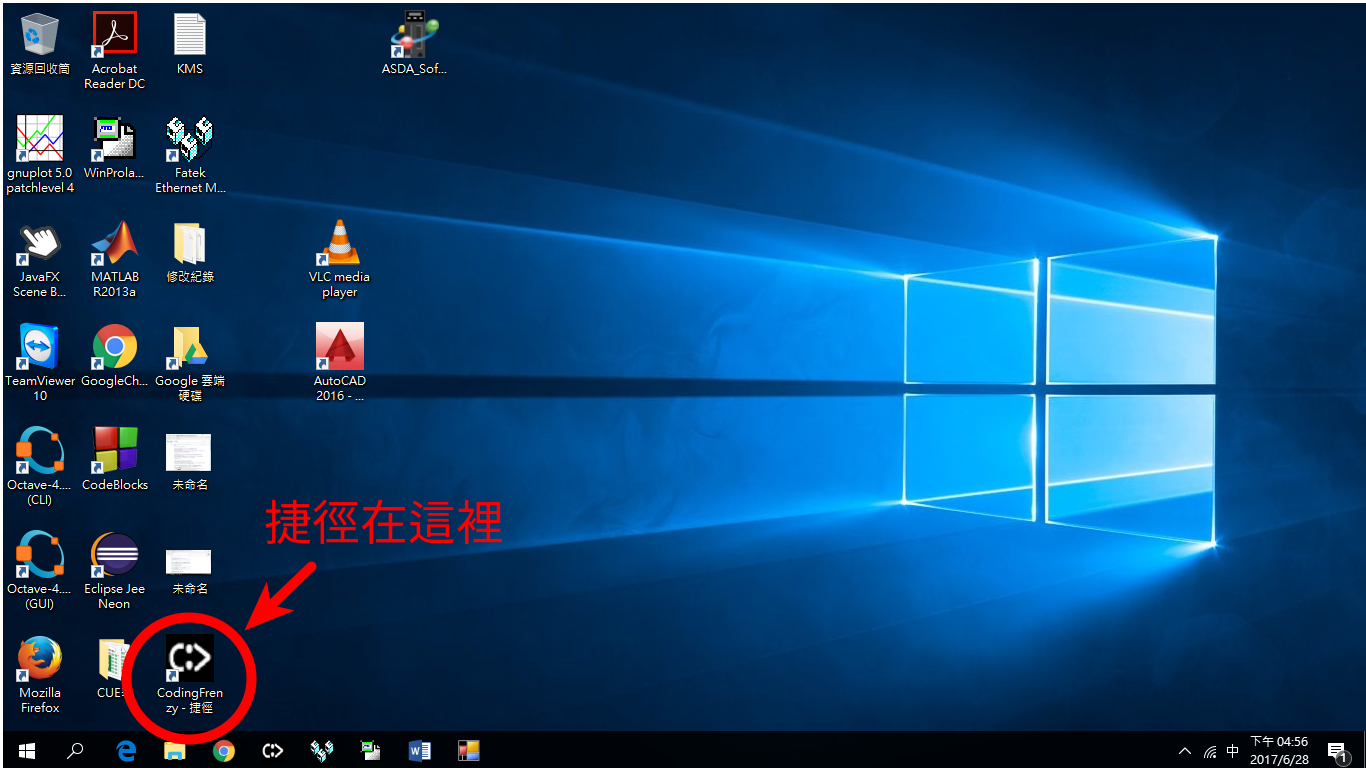 資源回收筒
Acrobat
Reader DC
KMS
ASDA_Sof...
gnuplot 5.0
patchlevel 4
WinProla...
Fatek
Ethernet M...
JavaFX
Scene B...
MATLAB
R2013a
修改紀錄
VLC media
player
TeamViewer
10
GoogleCh...
Google 雲端
硬碟
AutoCAD
2016 - ...
Octave-4....
(CLI)
CodeBlocks
未命名
捷徑在這裡
Octave-4....
(GUI)
Eclipse Jee
Neon
未命名
Mozilla
Firefox
CUE
CodingFren
zy - 捷徑
中
下午 04:56
2017/6/28
1